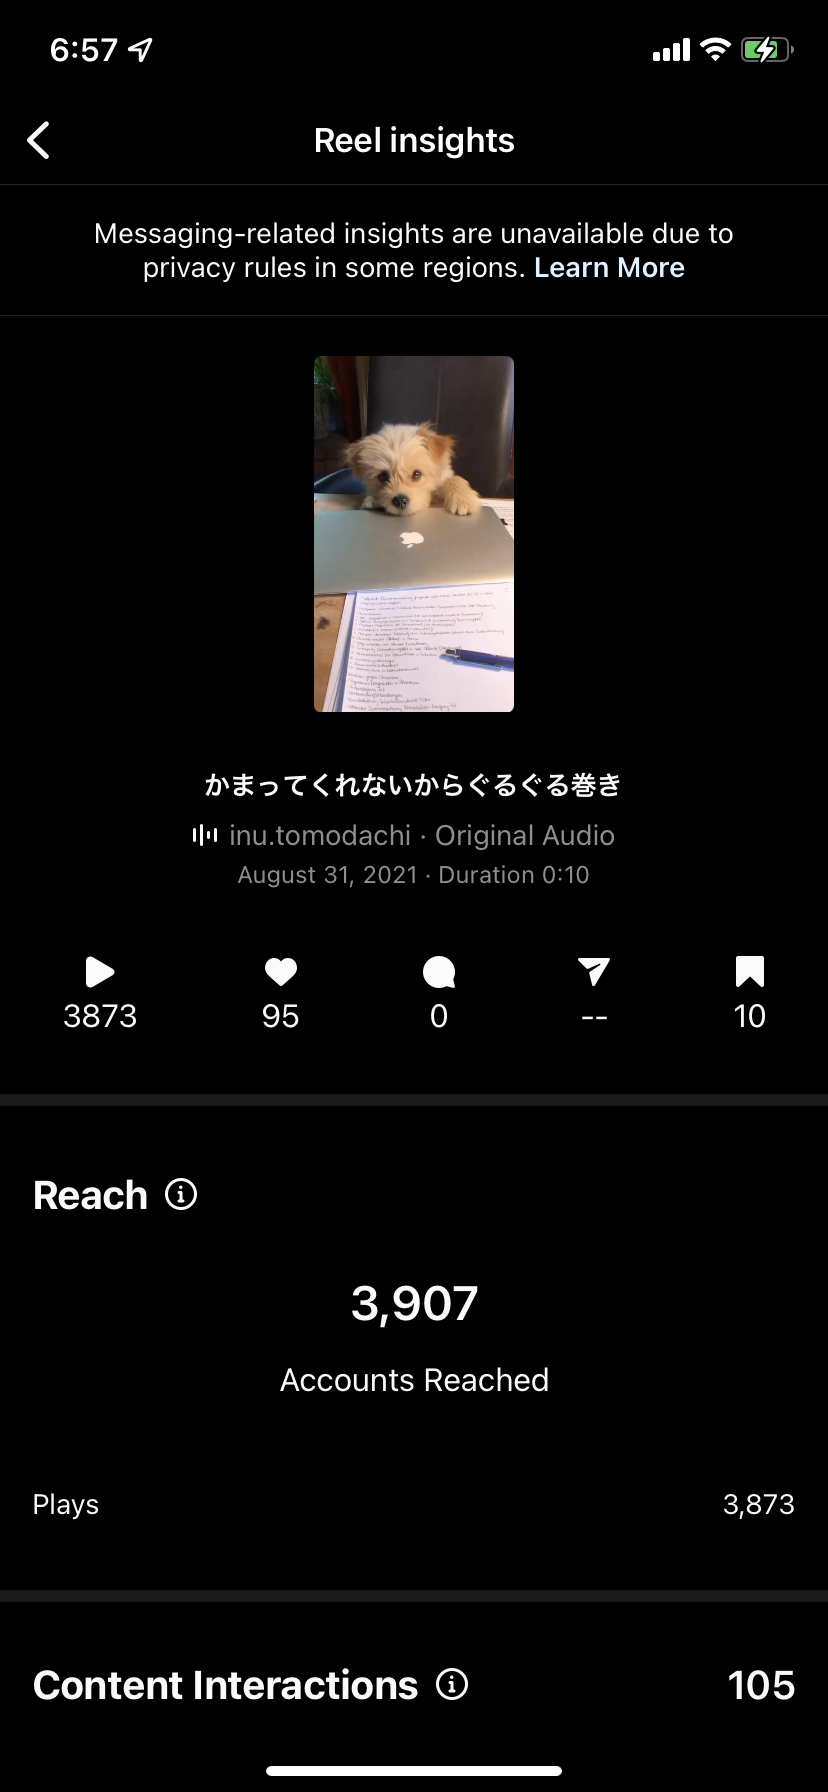 6:57
Reel insights
Messaging-related insights are unavailable due to
privacy rules in some regions. Learn More
かまってくれないからぐるぐる巻き
inu.tomodachi · Original Audio
August 31, 2021 · Duration 0:10
3873 95 0 -- 10
Reach
3,907
Accounts Reached
Plays 3,873
Content Interactions 105